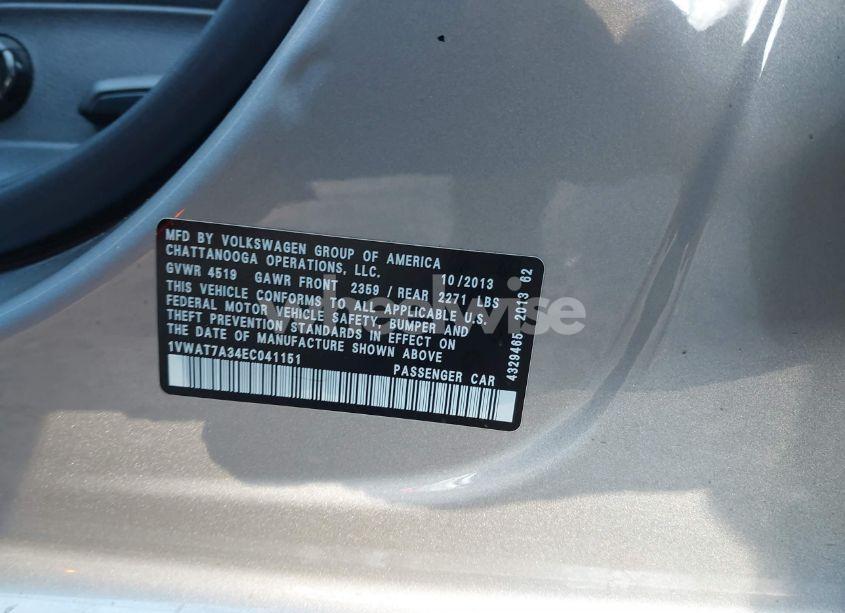 MFD BY VOLKSWAGEN GROUP OF AMERICA
CHATTANOOGA OPERATIONS, LLC. 10/2013
GVWR 4519 GAWR FRONT 2359 / REAR 2271 LBS
THIS VEHICLE CONFORMS TO ALL APPLICABLE U.S.
FEDERAL MOTOR VEHICLE SAFETY, BUMPER AND
THEFT PREVENTION STANDARDS IN EFFECT ON
THE DATE OF MANUFACTURE SHOWN ABOVE
1VWAT7A34EC041151
PASSENGER CAR
4329465 2013 62
wheelwise